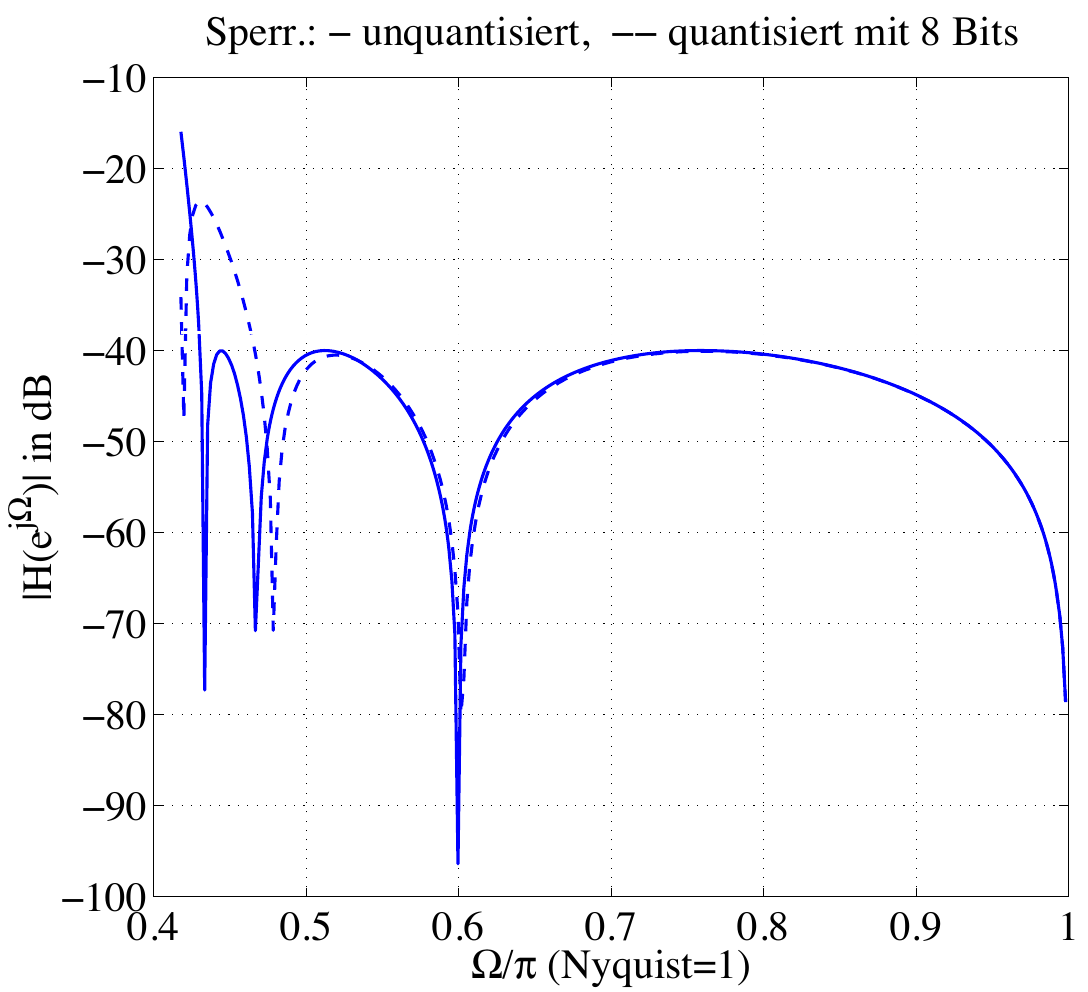 Sperr.: − unquantisiert, −− quantisiert mit 8 Bits
−10
−20
−30
−40
−50
−60
−70
−80
−90
−100
|H(e^jΩ)| in dB
0.4 0.5 0.6 0.7 0.8 0.9 1
Ω/π (Nyquist=1)